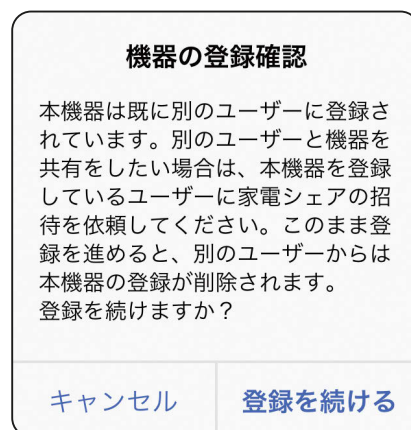 機器の登録確認
本機器は既に別のユーザーに登録さ
れています。別のユーザーと機器を
共有をしたい場合は、本機器を登録
しているユーザーに家電シェアの招
待を依頼してください。このまま登
録を進めると、別のユーザーからは
本機器の登録が削除されます。
登録を続けますか？
キャンセル 登録を続ける